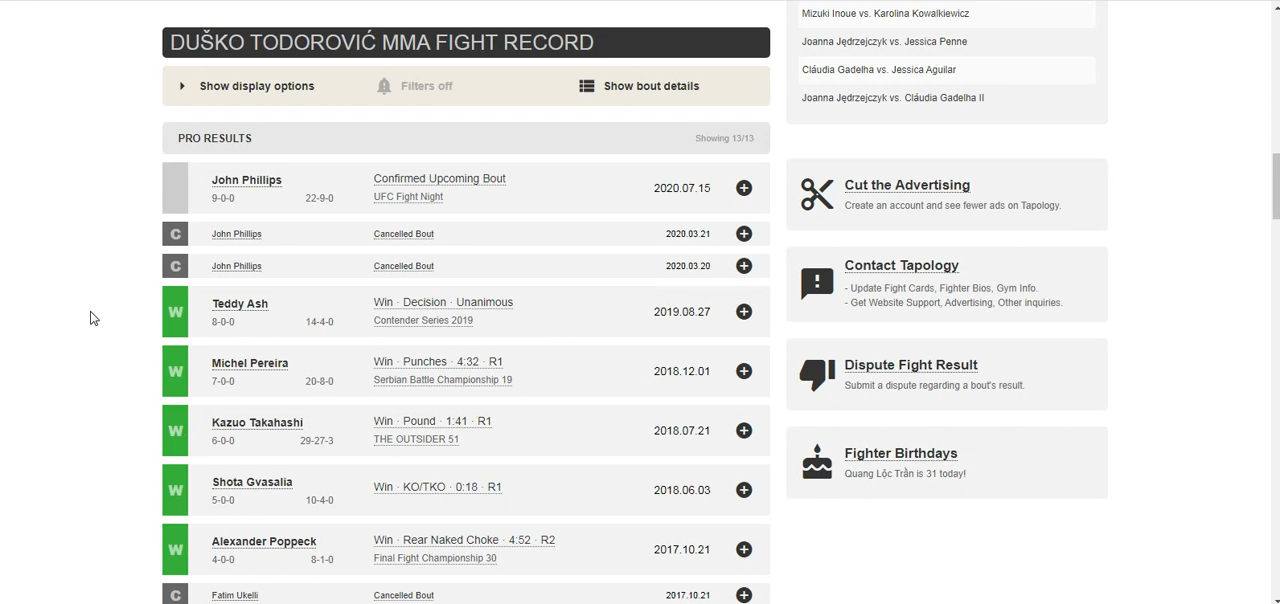 DUŠKO TODOROVIĆ MMA FIGHT RECORD
Show display options
Filters off
Show bout details
PRO RESULTS
Showing 13/13
John Phillips
Confirmed Upcoming Bout
9-0-0
22-9-0
UFC Fight Night
2020.07.15
C
John Phillips
Cancelled Bout
2020.03.21
C
John Phillips
Cancelled Bout
2020.03.20
W
Teddy Ash
Win · Decision · Unanimous
8-0-0
14-4-0
Contender Series 2019
2019.08.27
W
Michel Pereira
Win · Punches · 4:32 · R1
7-0-0
20-8-0
Serbian Battle Championship 19
2018.12.01
W
Kazuo Takahashi
Win · Pound · 1:41 · R1
6-0-0
29-27-3
THE OUTSIDER 51
2018.07.21
W
Shota Gvasalia
Win · KO/TKO · 0:18 · R1
5-0-0
10-4-0
2018.06.03
W
Alexander Poppeck
Win · Rear Naked Choke · 4:52 · R2
4-0-0
8-1-0
Final Fight Championship 30
2017.10.21
C
Fatim Ukelli
Cancelled Bout
2017.10.21
Mizuki Inoue vs. Karolina Kowalkiewicz
Joanna Jędrzejczyk vs. Jessica Penne
Cláudia Gadelha vs. Jessica Aguilar
Joanna Jędrzejczyk vs. Cláudia Gadelha II
Cut the Advertising
Create an account and see fewer ads on Tapology.
Contact Tapology
- Update Fight Cards, Fighter Bios, Gym Info.
- Get Website Support, Advertising, Other inquiries.
Dispute Fight Result
Submit a dispute regarding a bout's result.
Fighter Birthdays
Quang Lộc Trần is 31 today!